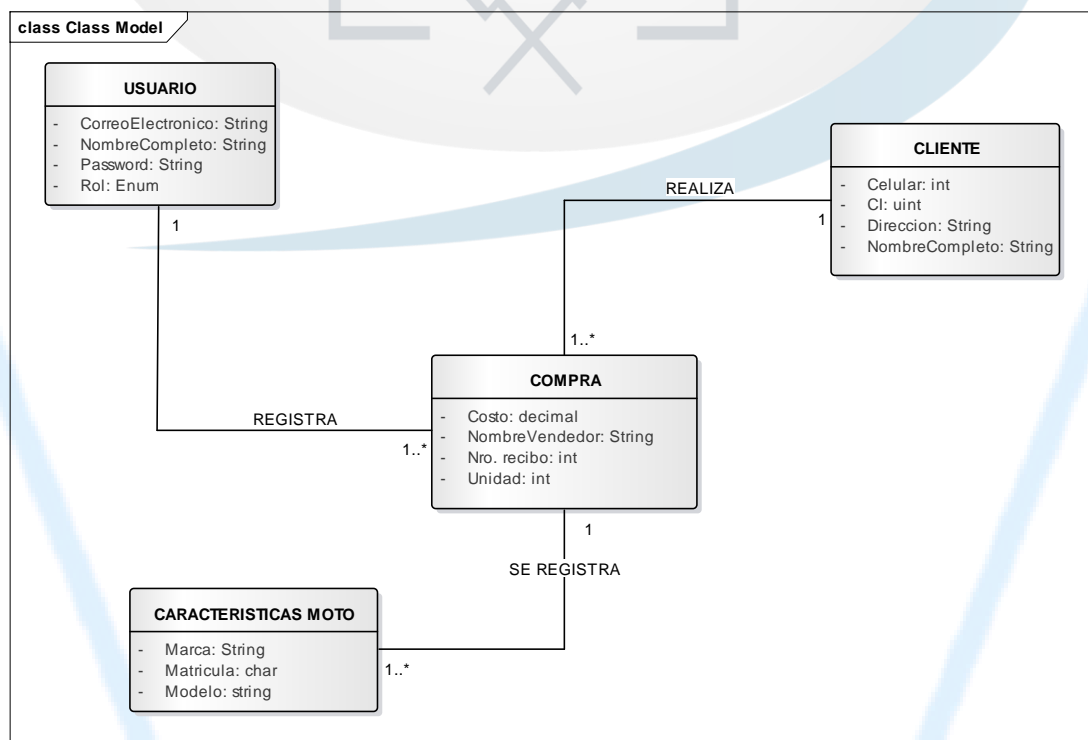 class Class Model
USUARIO
- CorreoElectronico: String
- NombreCompleto: String
- Password: String
- Rol: Enum
1
CLIENTE
- Celular: int
- CI: uint
- Direccion: String
- NombreCompleto: String
REALIZA
1
1..*
COMPRA
- Costo: decimal
- NombreVendedor: String
- Nro. recibo: int
- Unidad: int
REGISTRA
1..*
1
SE REGISTRA
CARACTERISTICAS MOTO
- Marca: String
- Matricula: char
- Modelo: string
1..*